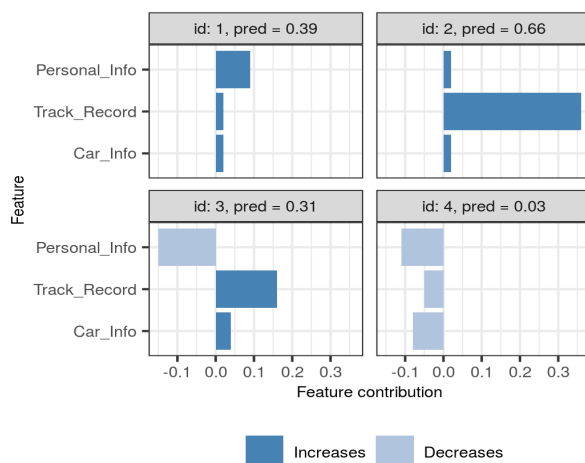 id: 1, pred = 0.39
id: 2, pred = 0.66
Personal_Info
Track_Record
Car_Info
id: 3, pred = 0.31
id: 4, pred = 0.03
Personal_Info
Track_Record
Car_Info
Feature
-0.1 0.0 0.1 0.2 0.3
-0.1 0.0 0.1 0.2 0.3
Feature contribution
Increases
Decreases